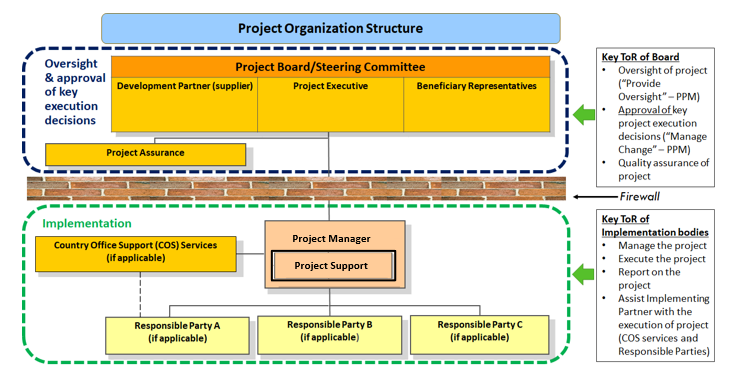 Project Organization Structure
Oversight
& approval
of key
execution
decisions
Project Board/Steering Committee
Development Partner (supplier)
Project Executive
Beneficiary Representatives
Project Assurance
Key ToR of Board
• Oversight of project
("Provide
Oversight" – PPM)
• Approval of key
project execution
decisions ("Manage
Change" – PPM)
• Quality assurance of
project
Firewall
Implementation
Country Office Support (COS) Services
(if applicable)
Project Manager
Project Support
Responsible Party A
(if applicable)
Responsible Party B
(if applicable)
Responsible Party C
(if applicable)
Key ToR of
Implementation bodies
• Manage the project
• Execute the project
• Report on the
project
• Assist Implementing
Partner with the
execution of project
(COS services and
Responsible Parties)